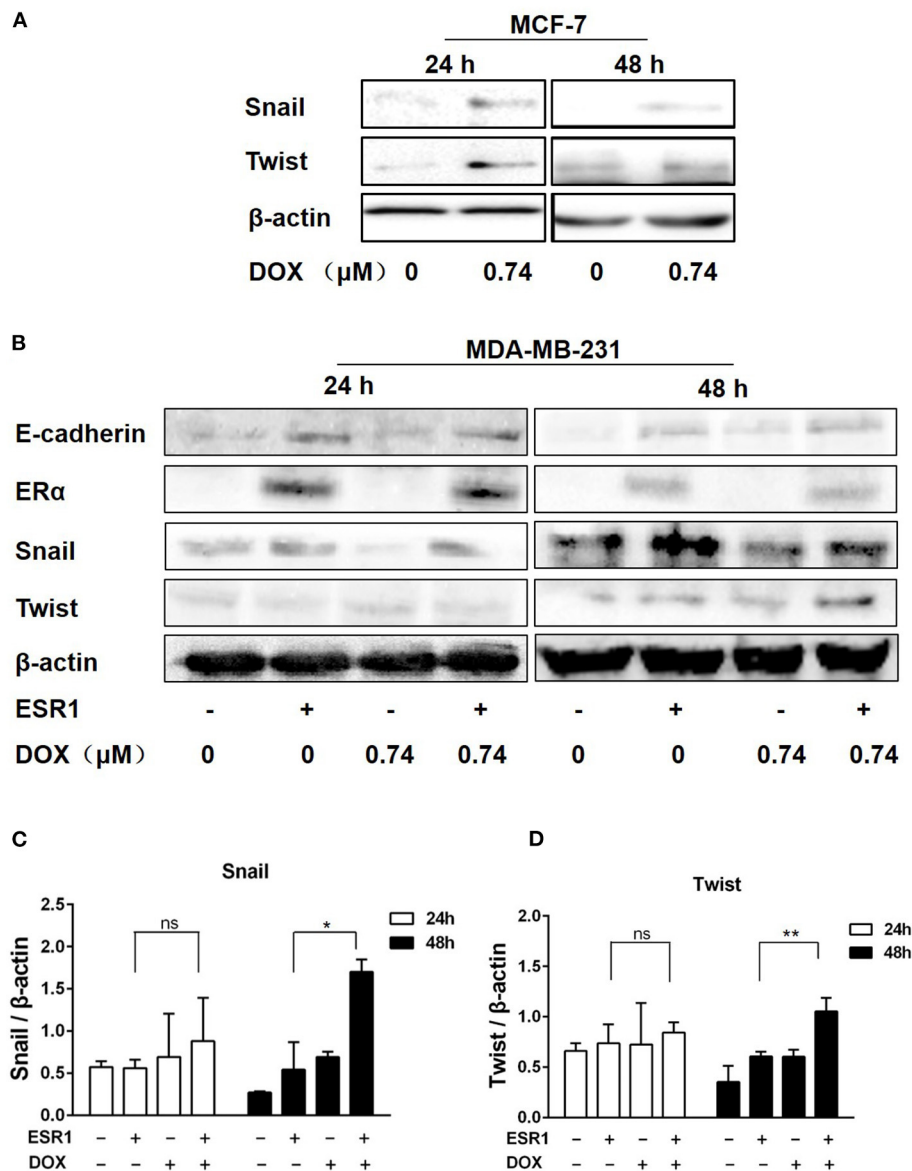 A
MCF-7
24 h 48 h
Snail
Twist
β-actin
DOX （μM） 0 0.74 0 0.74
B
MDA-MB-231
24 h 48 h
E-cadherin
ERα
Snail
Twist
β-actin
ESR1 - + - + - + - +
DOX（μM） 0 0 0.74 0.74 0 0 0.74 0.74
C
Snail
Snail / β-actin
2.5
2.0
1.5
1.0
0.5
0.0
ns
*
24h
48h
ESR1 – + – + – + – +
DOX – – + + – – + +
D
Twist
Twist / β-actin
2.0
1.5
1.0
0.5
0.0
ns
**
24h
48h
ESR1 – + – + – + – +
DOX – – + + – – + +